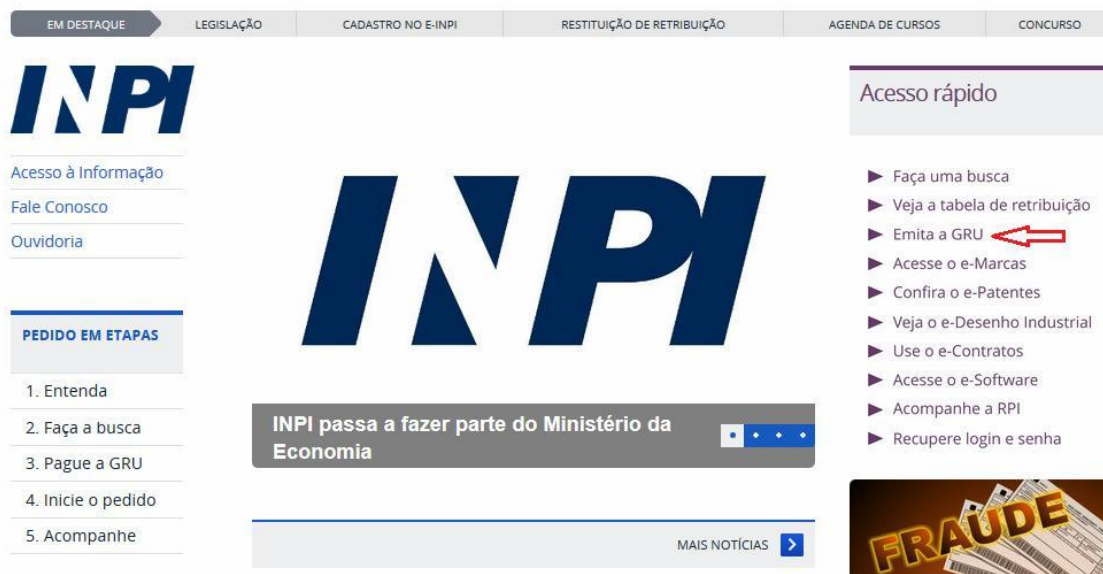 EM DESTAQUE
LEGISLAÇÃO
CADASTRO NO E-INPI
RESTITUIÇÃO DE RETRIBUIÇÃO
AGENDA DE CURSOS
CONCURSO
INPI
Acesso à Informação
Fale Conosco
Ouvidoria
PEDIDO EM ETAPAS
1. Entenda
2. Faça a busca
3. Pague a GRU
4. Inicie o pedido
5. Acompanhe
INPI
INPI passa a fazer parte do Ministério da
Economia
MAIS NOTÍCIAS
Acesso rápido
Faça uma busca
Veja a tabela de retribuição
Emita a GRU
Acesse o e-Marcas
Confira o e-Patentes
Veja o e-Desenho Industrial
Use o e-Contratos
Acesse o e-Software
Acompanhe a RPI
Recupere login e senha
FRAUDE